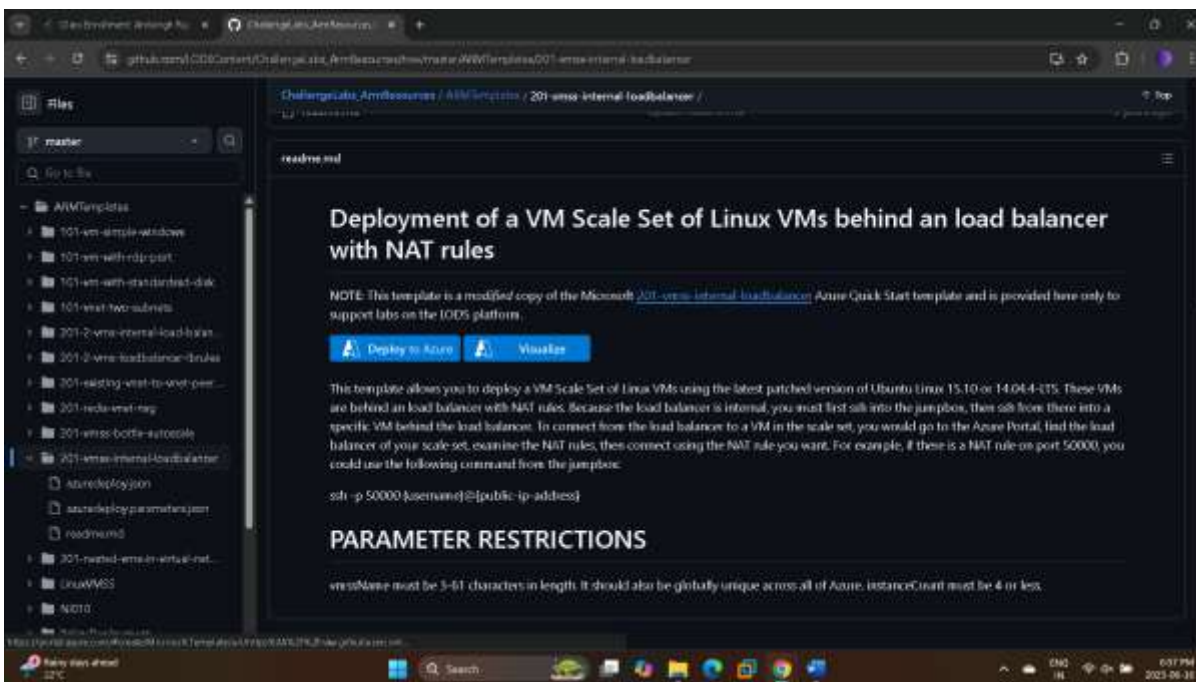 Files
ChallengeLabs_ArmResources / ARMTemplates / 201-vmss-internal-loadbalancer /
Top
master
readme.md
Go to file
ARMTemplates
101-vm-simple-windows
101-vm-with-rdp-port
101-vm-with-standardssd-disk
101-vnet-two-subnets
201-2-vms-internal-load-balan...
201-2-vms-loadbalancer-lbrules
201-existing-vnet-to-vnet-peer...
201-vmss-bottle-autoscale
201-vmss-internal-loadbalancer
azuredeploy.json
azuredeploy.parameters.json
readme.md
LinuxVMSS
Deployment of a VM Scale Set of Linux VMs behind an load balancer
with NAT rules
NOTE: This template is a modified copy of the Microsoft 201-vmss-internal-loadbalancer Azure Quick Start template and is provided here only to
support labs on the LODS platform.
Deploy to Azure Visualize
This template allows you to deploy a VM Scale Set of Linux VMs using the latest patched version of Ubuntu Linux 15.10 or 14.04.4-LTS. These VMs
are behind an load balancer with NAT rules. Because the load balancer is internal, you must first ssh into the jumpbox, then ssh from there into a
specific VM behind the load balancer. To connect from the load balancer to a VM in the scale set, you would go to the Azure Portal, find the load
balancer of your scale set, examine the NAT rules, then connect using the NAT rule you want. For example, if there is a NAT rule on port 50000, you
could use the following command from the jumpbox:
ssh -p 50000 {username}@{public-ip-address}
PARAMETER RESTRICTIONS
vmssName must be 3-61 characters in length. It should also be globally unique across all of Azure. instanceCount must be 4 or less.
Rainy days ahead
22°C
Search
ENG
IN
6:07 PM
2025-06-30